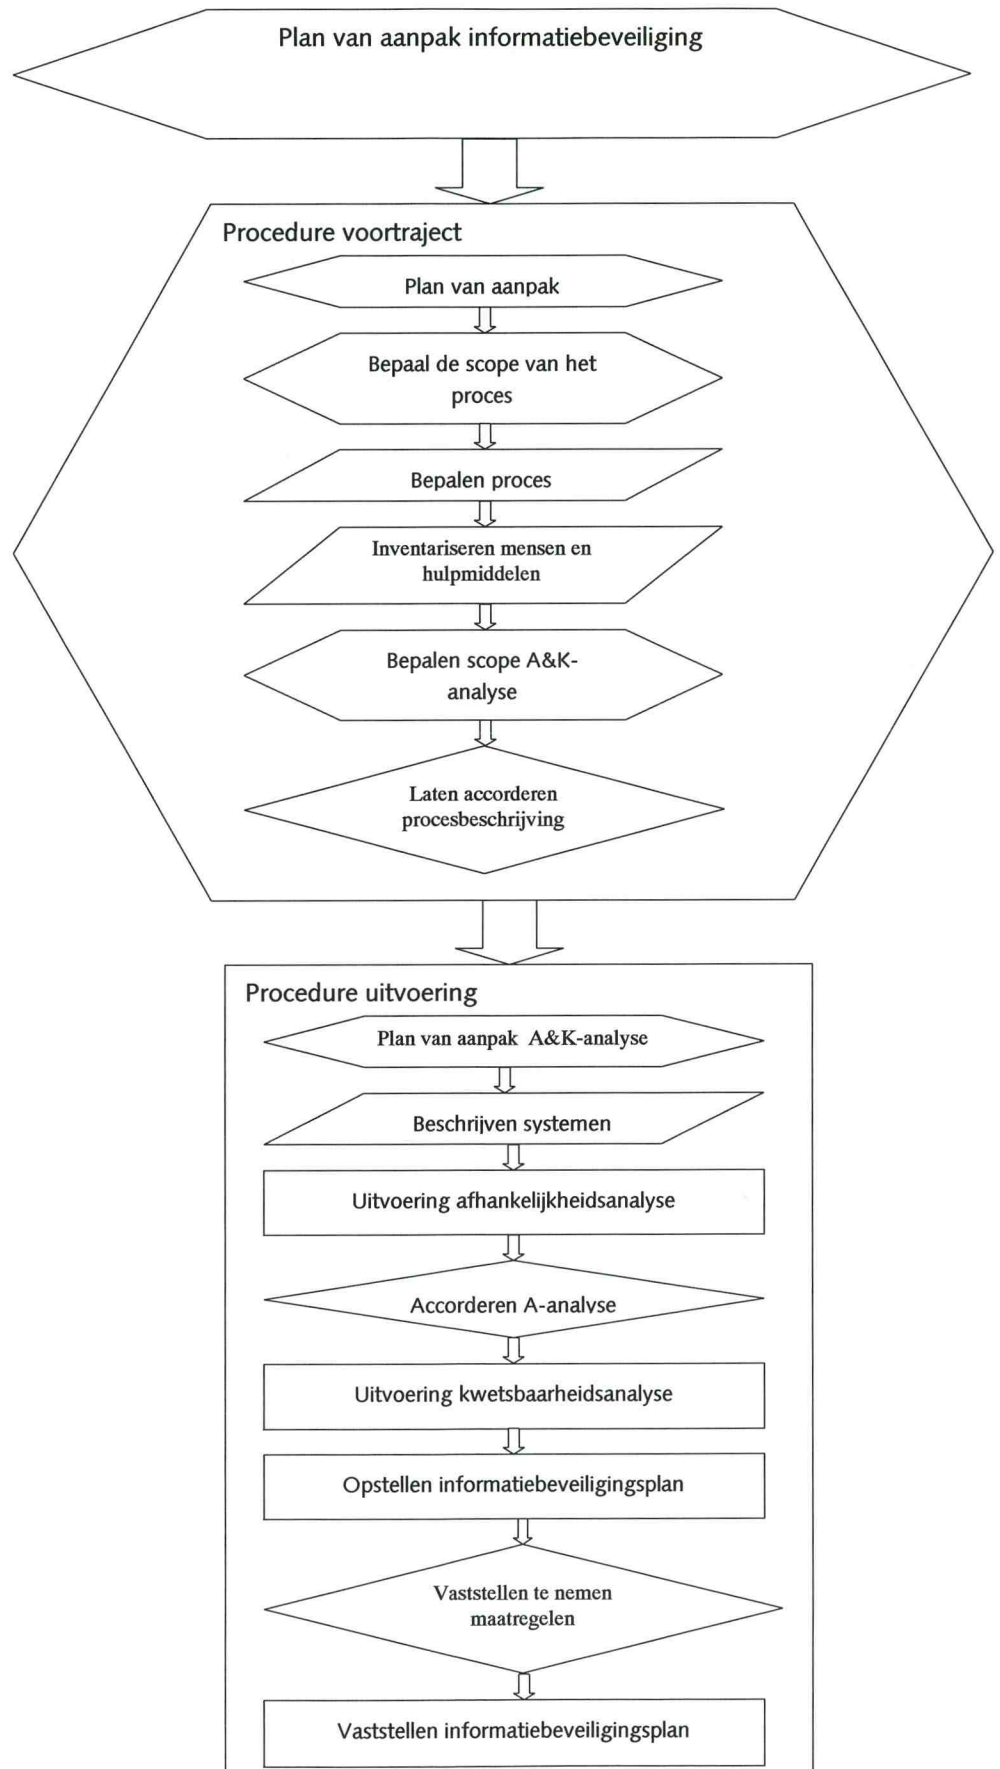 Plan van aanpak informatiebeveiliging
Procedure voortraject
Plan van aanpak
Bepaal de scope van het
proces
Bepalen proces
Inventariseren mensen en
hulpmiddelen
Bepalen scope A&K-
analyse
Laten accorderen
procesbeschrijving
Procedure uitvoering
Plan van aanpak A&K-analyse
Beschrijven systemen
Uitvoering afhankelijkheidsanalyse
Accorderen A-analyse
Uitvoering kwetsbaarheidsanalyse
Opstellen informatiebeveiligingsplan
Vaststellen te nemen
maatregelen
Vaststellen informatiebeveiligingsplan